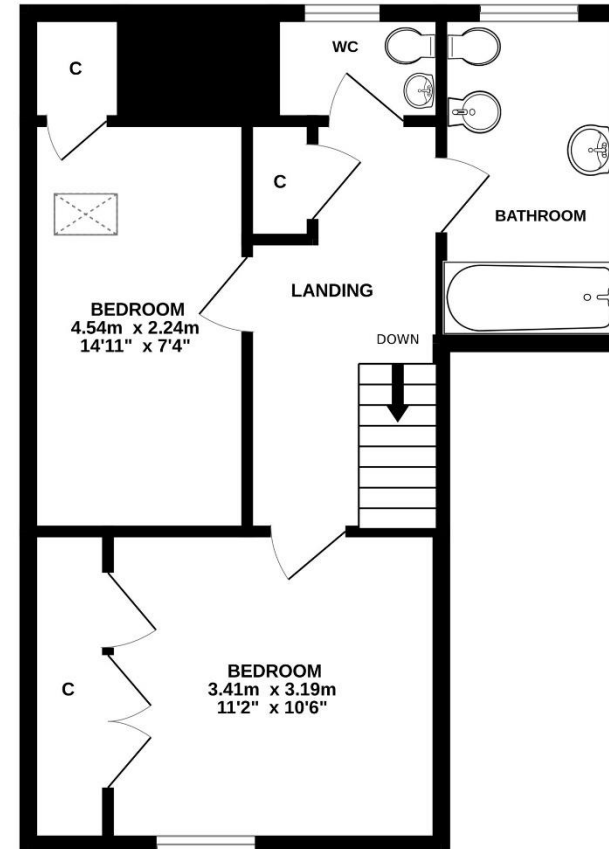 WC
C
C
BATHROOM
LANDING
BEDROOM
4.54m x 2.24m
14'11" x 7'4"
DOWN
BEDROOM
3.41m x 3.19m
11'2" x 10'6"
C